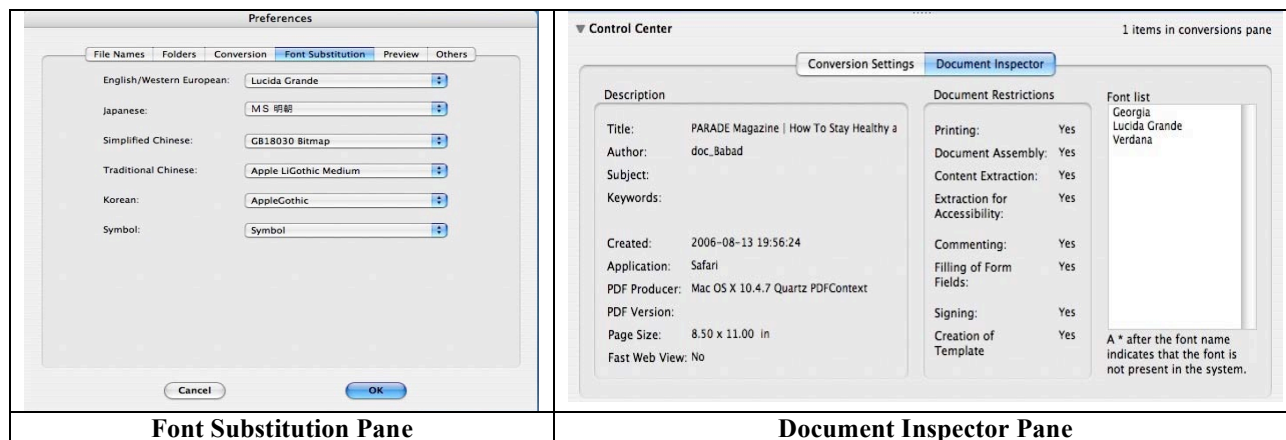 Preferences
File Names Folders Conversion Font Substitution Preview Others
English/Western European: Lucida Grande
Japanese: MS 明朝
Simplified Chinese: GB18030 Bitmap
Traditional Chinese: Apple LiGothic Medium
Korean: AppleGothic
Symbol: Symbol
Cancel OK
Font Substitution Pane
Control Center 1 items in conversions pane
Conversion Settings Document Inspector
Description
Title: PARADE Magazine | How To Stay Healthy a
Author: doc_Babad
Subject:
Keywords:
Created: 2006-08-13 19:56:24
Application: Safari
PDF Producer: Mac OS X 10.4.7 Quartz PDFContext
PDF Version:
Page Size: 8.50 x 11.00 in
Fast Web View: No
Document Restrictions
Printing: Yes
Document Assembly: Yes
Content Extraction: Yes
Extraction for Yes
Accessibility:
Commenting: Yes
Filling of Form Yes
Fields:
Signing: Yes
Creation of Yes
Template
Font list
Georgia
Lucida Grande
Verdana
A * after the font name
indicates that the font is
not present in the system.
Document Inspector Pane